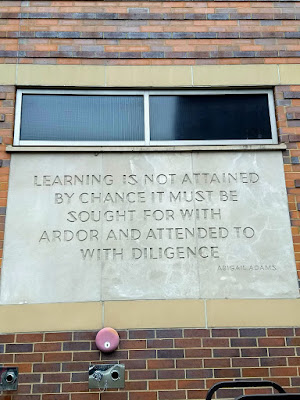 LEARNING IS NOT ATTAINED
BY CHANCE IT MUST BE
SOUGHT FOR WITH
ARDOR AND ATTENDED TO
WITH DILIGENCE
ABIGAIL ADAMS